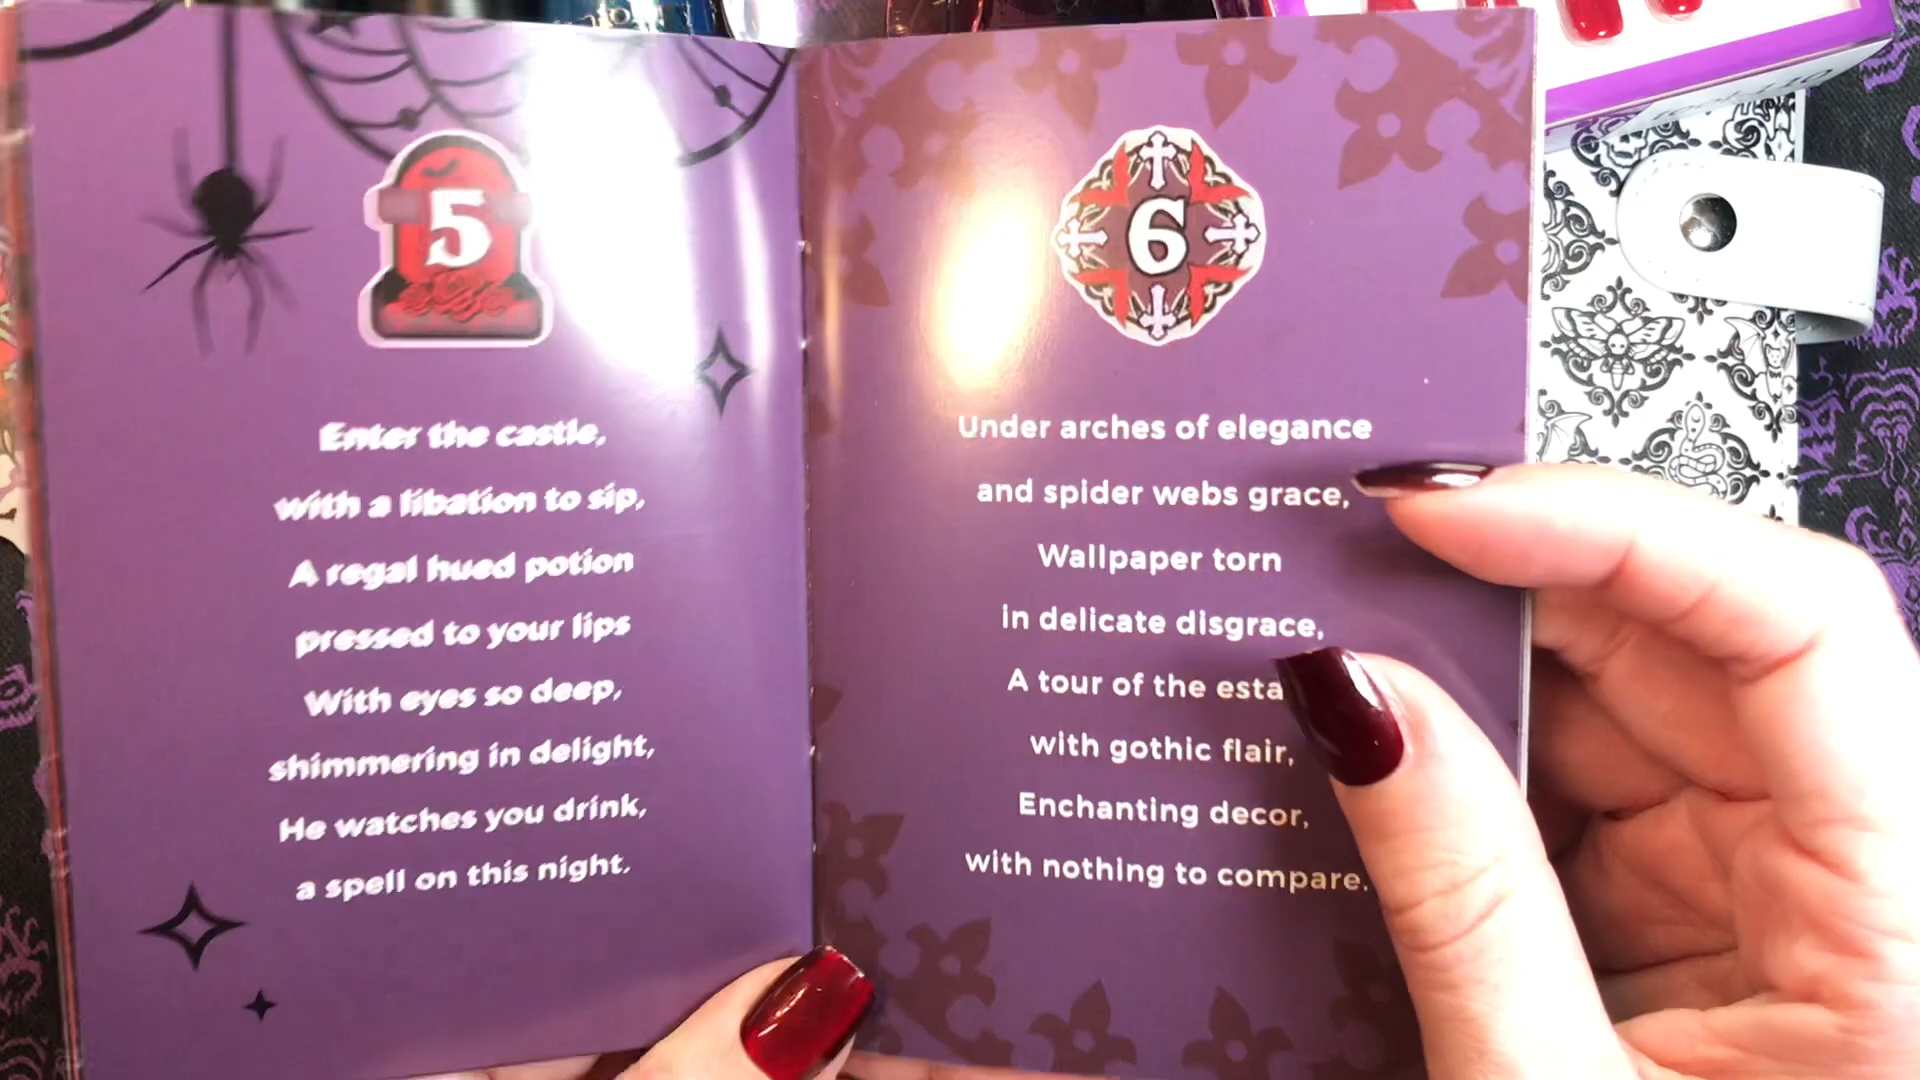 5
Enter the castle,
with a libation to sip,
A regal hued potion
pressed to your lips
With eyes so deep,
shimmering in delight,
He watches you drink,
a spell on this night.
6
Under arches of elegance
and spider webs grace,
Wallpaper torn
in delicate disgrace,
A tour of the esta
with gothic flair,
Enchanting decor,
with nothing to compare.